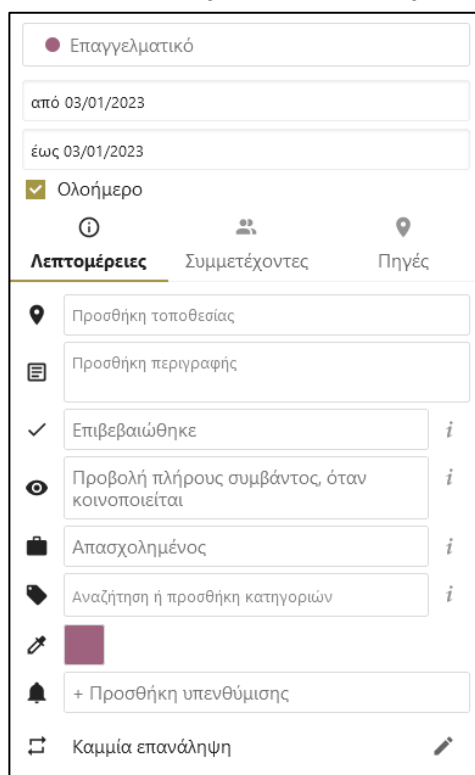 Επαγγελματικό
από 03/01/2023
έως 03/01/2023
Ολοήμερο
Λεπτομέρειες Συμμετέχοντες Πηγές
Προσθήκη τοποθεσίας
Προσθήκη περιγραφής
Επιβεβαιώθηκε i
Προβολή πλήρους συμβάντος, όταν i
κοινοποιείται
Απασχολημένος i
Αναζήτηση ή προσθήκη κατηγοριών i
+ Προσθήκη υπενθύμισης
Καμμία επανάληψη